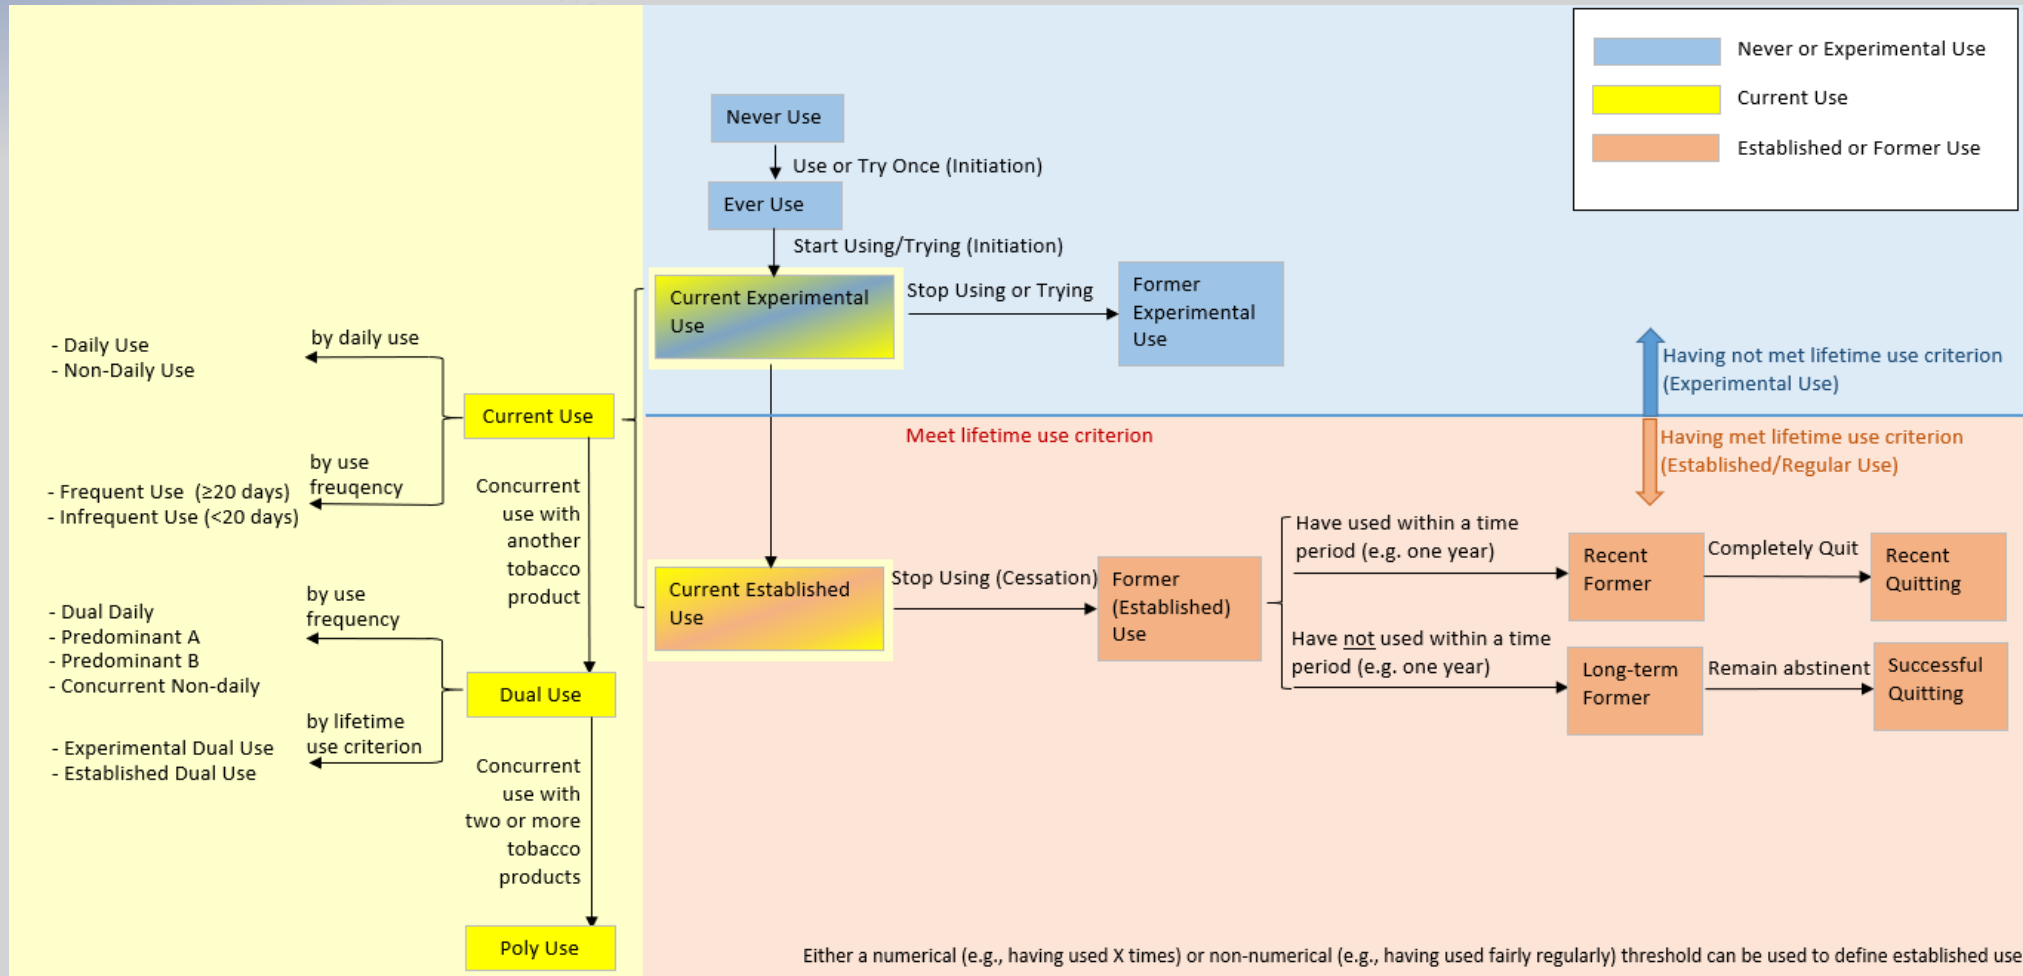 Never or Experimental Use
Current Use
Established or Former Use
Never Use
Use or Try Once (Initiation)
Ever Use
Start Using/Trying (Initiation)
Current Experimental
Use
Stop Using or Trying
Former
Experimental
Use
Having not met lifetime use criterion
(Experimental Use)
Having met lifetime use criterion
(Established/Regular Use)
Meet lifetime use criterion
- Daily Use
- Non-Daily Use
by daily use
Current Use
by use
freuqency
- Frequent Use (≥20 days)
- Infrequent Use (<20 days)
Concurrent
use with
another
tobacco
product
Current Established
Use
Stop Using (Cessation)
Former
(Established)
Use
Have used within a time
period (e.g. one year)
Recent
Former
Completely Quit
Recent
Quitting
Have not used within a time
period (e.g. one year)
Long-term
Former
Remain abstinent
Successful
Quitting
by use
frequency
- Dual Daily
- Predominant A
- Predominant B
- Concurrent Non-daily
Dual Use
by lifetime
use criterion
- Experimental Dual Use
- Established Dual Use
Concurrent
use with
two or more
tobacco
products
Poly Use
Either a numerical (e.g., having used X times) or non-numerical (e.g., having used fairly regularly) threshold can be used to define established use